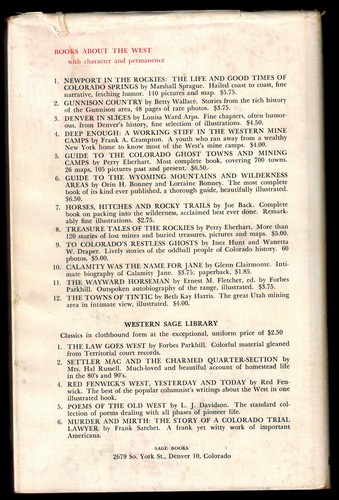 BOOKS ABOUT THE WEST
with character and permanence
1. NEWPORT IN THE ROCKIES: THE LIFE AND GOOD TIMES OF
COLORADO SPRINGS by Marshall Sprague. Hailed coast to coast, fine
narrative, fetching humor. 140 pictures and map. $5.75.
2. GUNNISON COUNTRY by Betty Wallace. Stories from the rich history
of the Gunnison area, 48 pages of rare photos. $3.75.
3. DENVER IN SLICES by Louisa Ward Arps. Fine chapters, often humor-
ous, from Denver's history, fine selection of illustrations. $4.50.
4. DEEP ENOUGH: A WORKING STIFF IN THE WESTERN MINE
CAMPS by Frank A. Crampton. A youth who ran away from a wealthy
New York home to know most of the West's mine camps. $4.00.
5. GUIDE TO THE COLORADO GHOST TOWNS AND MINING
CAMPS by Perry Eberhart. Most complete book, covering 700 towns.
26 maps, 105 pictures past and present. $6.50.
6. GUIDE TO THE WYOMING MOUNTAINS AND WILDERNESS
AREAS by Orin H. Bonney and Lorraine Bonney. The most complete
book of its kind ever published, a thorough guide, beautifully illustrated.
$6.50.
7. HORSES, HITCHES AND ROCKY TRAILS by Joe Back. Complete
book on packing into the wilderness, acclaimed best ever done. Remark-
ably fine illustrations. $2.75.
8. TREASURE TALES OF THE ROCKIES by Perry Eberhart. More than
120 stories of lost mines and buried treasures, pictures and maps. $5.00.
9. TO COLORADO'S RESTLESS GHOSTS by Inez Hunt and Wanetta
W. Draper. Lively stories of the oddball people of Colorado history. 60
photos. $5.00.
10. CALAMITY WAS THE NAME FOR JANE by Glenn Clairmonte. Inti-
mate biography of Calamity Jane. $3.75; paperback, $1.85.
11. THE WAYWARD HORSEMAN by Ernest M. Fletcher, ed. by Forbes
Parkhill. Outspoken autobiography of the range, illustrated. $3.75.
12. THE TOWNS OF TINTIC by Beth Kay Harris. The great Utah mining
area in intimate view, illustrated. $4.00.
WESTERN SAGE LIBRARY
Classics in clothbound form at the exceptional, uniform price of $2.50
1. THE LAW GOES WEST by Forbes Parkhill. Colorful material gleaned
from Territorial court records.
2. SETTLER MAC AND THE CHARMED QUARTER-SECTION by
Mrs. Hal Russell. Much-loved and beautiful account of homestead life
in the 80's and 90's.
4. RED FENWICK'S WEST, YESTERDAY AND TODAY by Red Fen-
wick. The best of the popular columnist's writings about the West in one
illustrated book.
5. POEMS OF THE OLD WEST by L. J. Davidson. The standard col-
lection of poems dealing with all phases of pioneer life.
6. MURDER AND MIRTH: THE STORY OF A COLORADO TRIAL
LAWYER by Frank Sarchet. A frank yet witty work of important
Americana.
SAGE BOOKS
2679 So. York St., Denver 10, Colorado